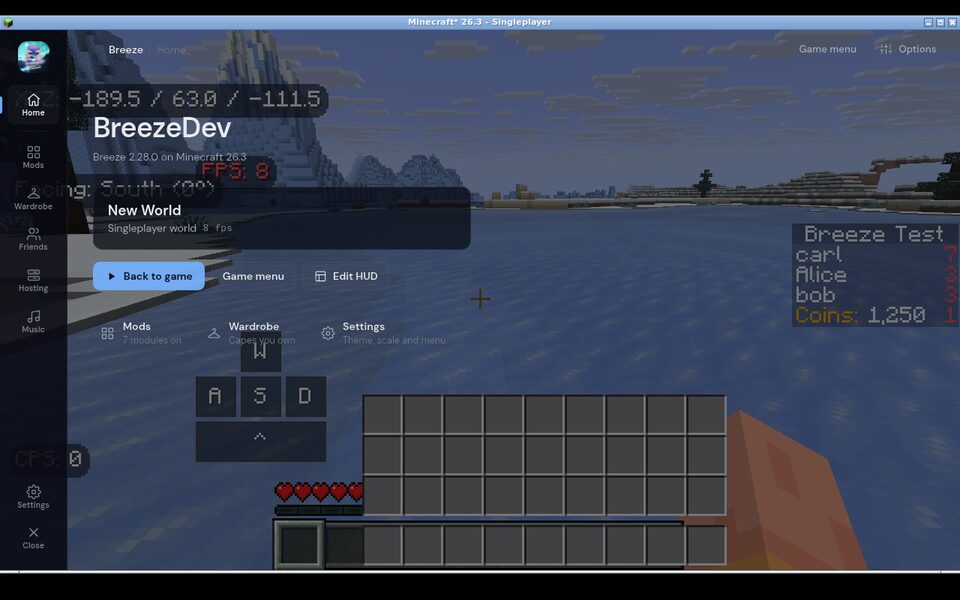 Minecraft* 26.3 - Singleplayer
Breeze / Home
Game menu
Options
-189.5 / 63.0 / -111.5
Home
BreezeDev
Breeze 2.28.0 on Minecraft 26.3
FPS: 8
Mods
Facing: South (0°)
Wardrobe
New World
Singleplayer world 8 fps
Friends
Breeze Test
carl 7
Alice 3
bob 3
Coins: 1,250 1
Back to game
Game menu
Edit HUD
Hosting
Music
Mods
7 modules on
Wardrobe
Capes you own
Settings
Theme, scale and menu
W
A S D
^
CPS: 0
Settings
Close